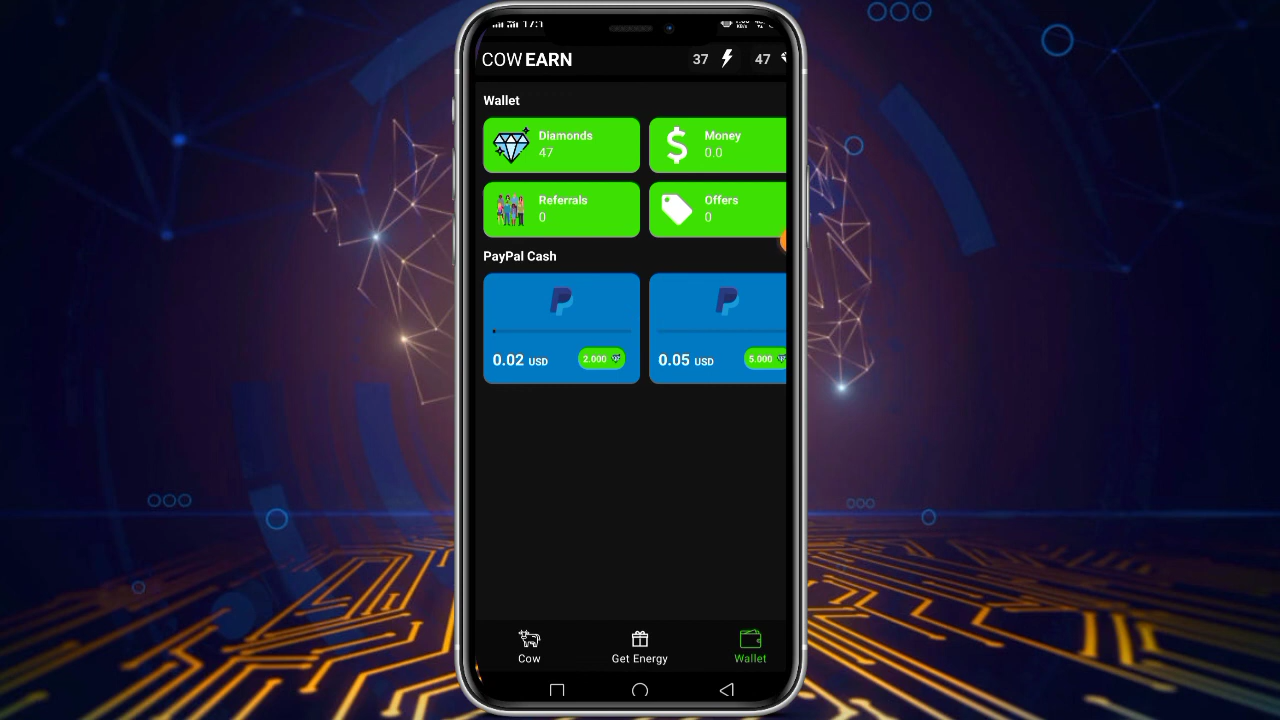 COW EARN 37 47
Wallet
Diamonds
47
Money
0.0
Referrals
0
Offers
0
PayPal Cash
0.02 USD 2.000
0.05 USD 5.000
Cow
Get Energy
Wallet